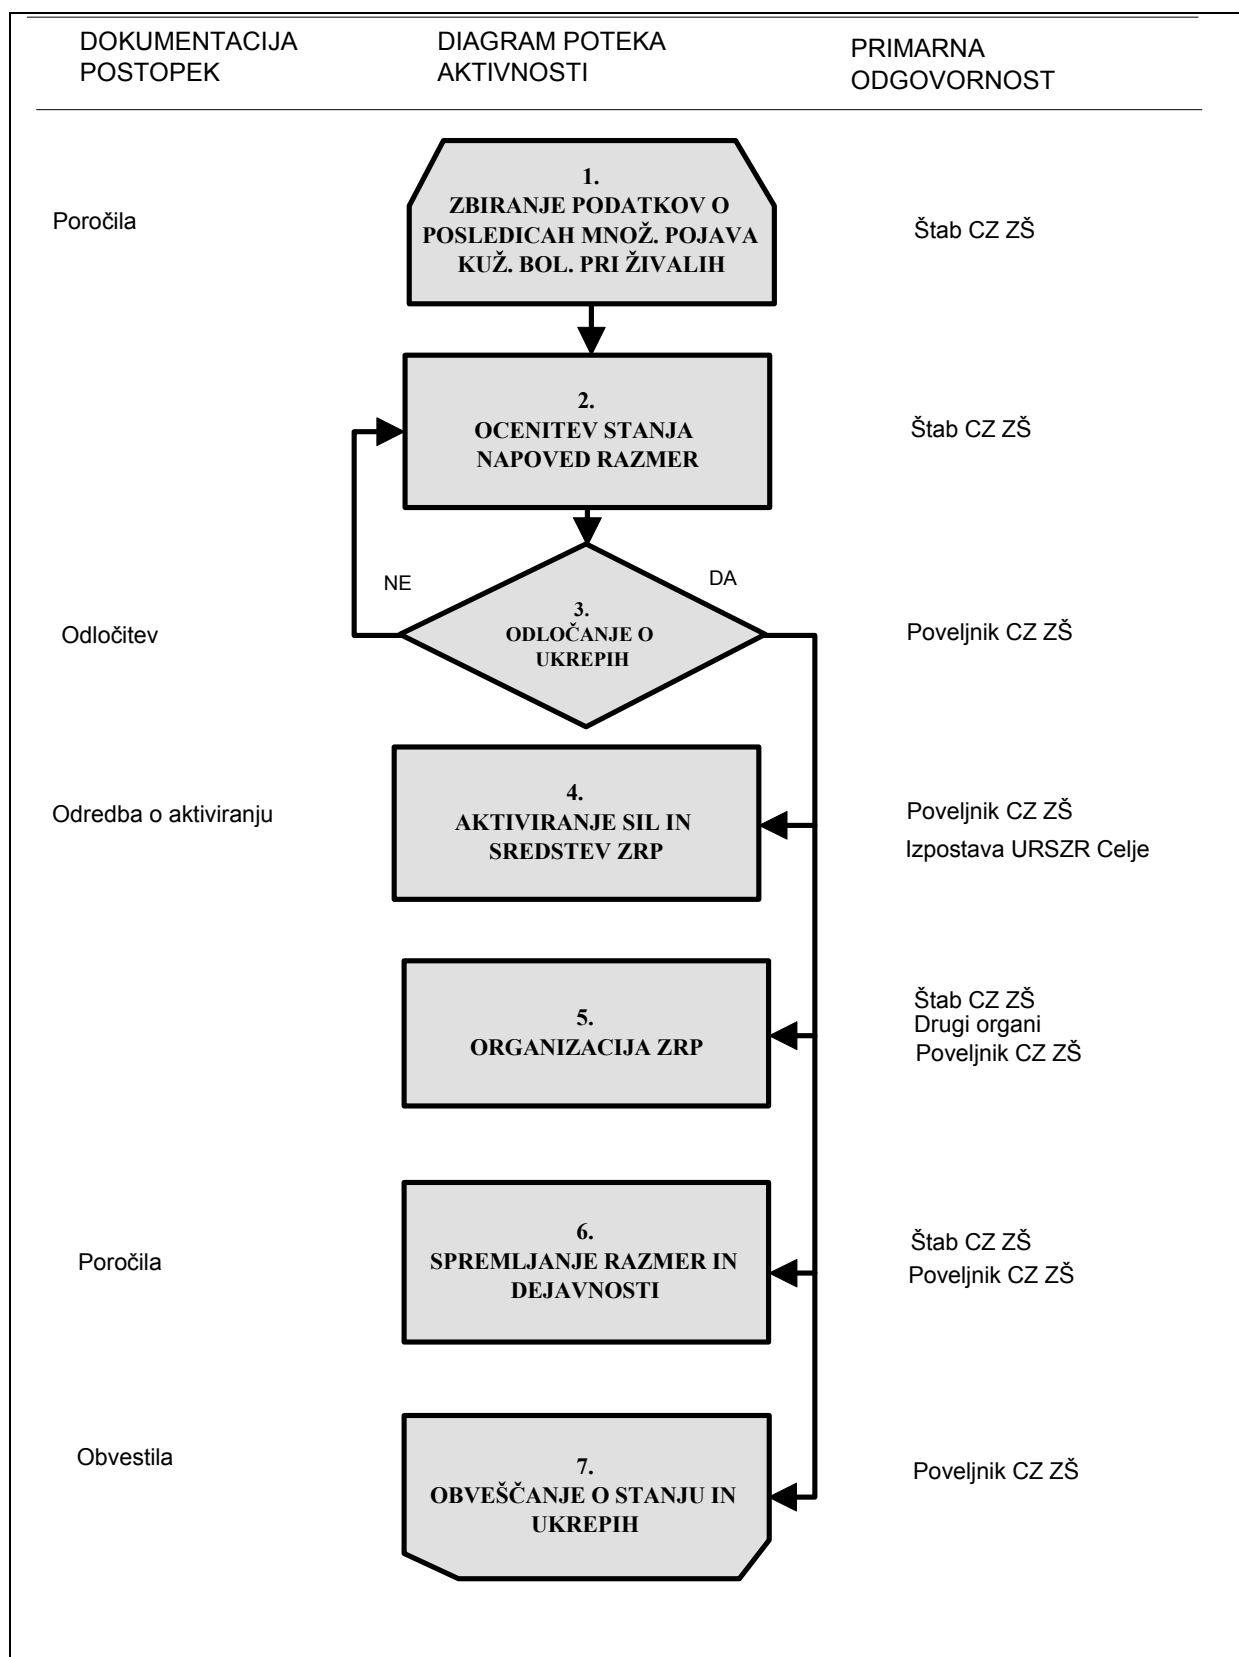 DOKUMENTACIJA
POSTOPEK
DIAGRAM POTEKA
AKTIVNOSTI
PRIMARNA
ODGOVORNOST
Poročila
1.
ZBIRANJE PODATKOV O
POSLEDICAH MNOŽ. POJAVA
KUŽ. BOL. PRI ŽIVALIH
Štab CZ ZŠ
2.
OCENITEV STANJA
NAPOVED RAZMER
Štab CZ ZŠ
NE
DA
Odločitev
3.
ODLOČANJE O
UKREPIH
Poveljnik CZ ZŠ
Odredba o aktiviranju
4.
AKTIVIRANJE SIL IN
SREDSTEV ZRP
Poveljnik CZ ZŠ
Izpostava URSZR Celje
5.
ORGANIZACIJA ZRP
Štab CZ ZŠ
Drugi organi
Poveljnik CZ ZŠ
Poročila
6.
SPREMLJANJE RAZMER IN
DEJAVNOSTI
Štab CZ ZŠ
Poveljnik CZ ZŠ
Obvestila
7.
OBVEŠČANJE O STANJU IN
UKREPIH
Poveljnik CZ ZŠ